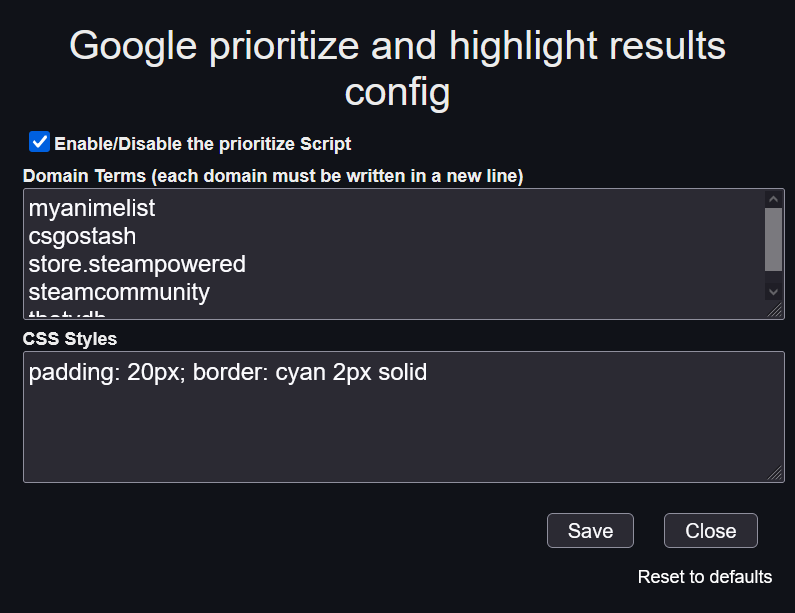 Google prioritize and highlight results
config
Enable/Disable the prioritize Script
Domain Terms (each domain must be written in a new line)
myanimelist
csgostash
store.steampowered
steamcommunity
CSS Styles
padding: 20px; border: cyan 2px solid
Save
Close
Reset to defaults